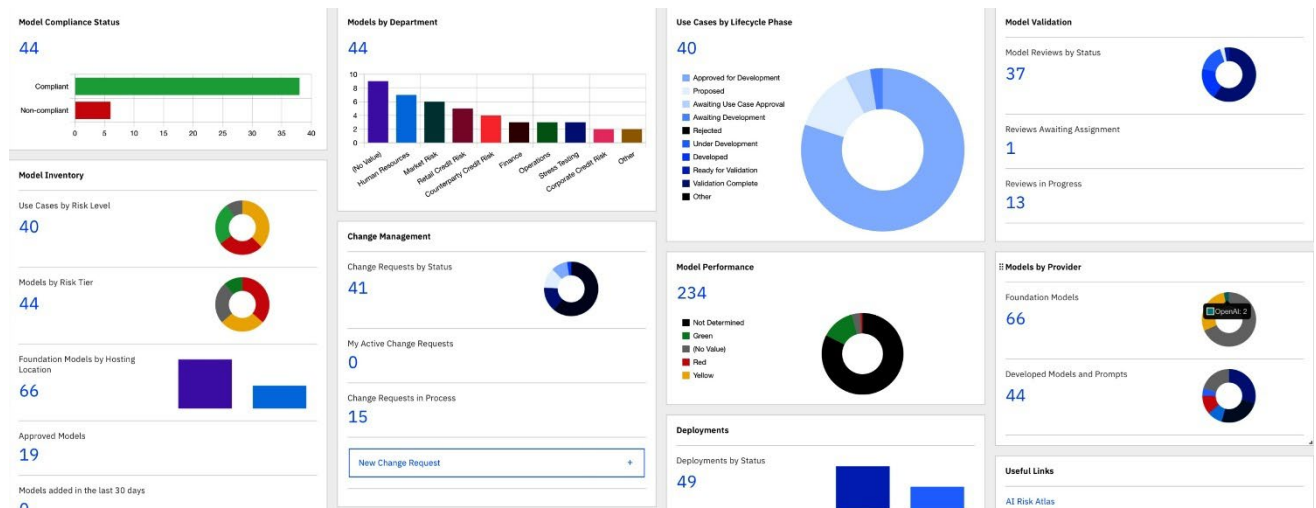 Model Compliance Status
44
Compliant
Non-compliant
0 5 10 15 20 25 30 35 40
Model Inventory
Use Cases by Risk Level
40
Models by Risk Tier
44
Foundation Models by Hosting
Location
66
Approved Models
19
Models added in the last 30 days
Models by Department
44
10
8
6
4
2
0
(No Value)
Human Resources
Market Risk
Retail Credit Risk
Counterparty Credit Risk
Finance
Operations
Stress Testing
Corporate Credit Risk
Other
Change Management
Change Requests by Status
41
My Active Change Requests
0
Change Requests in Process
15
New Change Request +
Use Cases by Lifecycle Phase
40
Approved for Development
Proposed
Awaiting Use Case Approval
Awaiting Development
Rejected
Under Development
Developed
Ready for Validation
Validation Complete
Other
Model Performance
234
Not Determined
Green
(No Value)
Red
Yellow
Deployments
Deployments by Status
49
Model Validation
Model Reviews by Status
37
Reviews Awaiting Assignment
1
Reviews in Progress
13
Models by Provider
Foundation Models
66
OpenAI: 2
Developed Models and Prompts
44
Useful Links
AI Risk Atlas